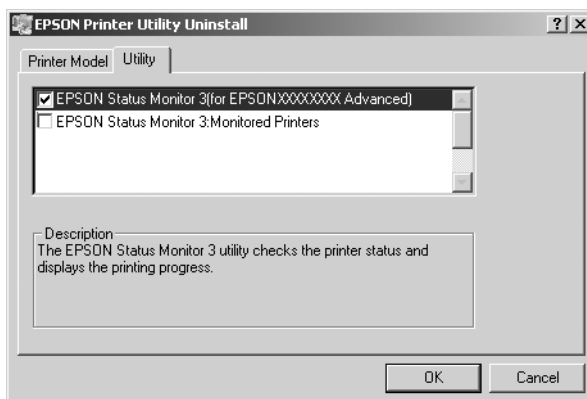 EPSON Printer Utility Uninstall
Printer Model Utility
EPSON Status Monitor 3(for EPSONXXXXXXXX Advanced)
EPSON Status Monitor 3:Monitored Printers
Description
The EPSON Status Monitor 3 utility checks the printer status and
displays the printing progress.
OK Cancel